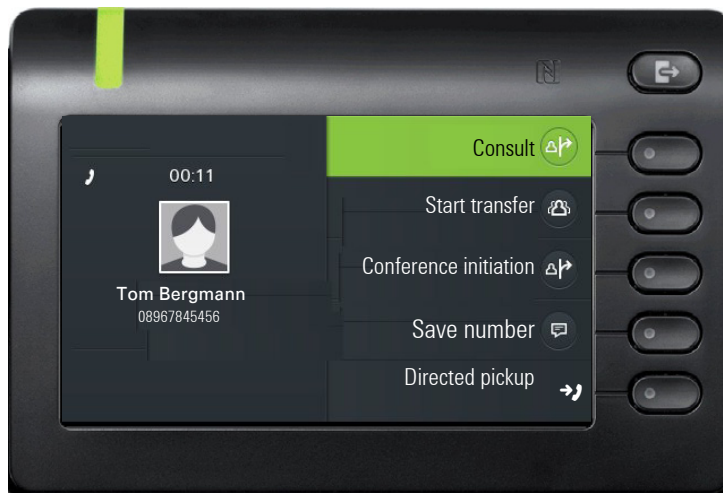 00:11
Tom Bergmann
08967845456
Consult
Start transfer
Conference initiation
Save number
Directed pickup